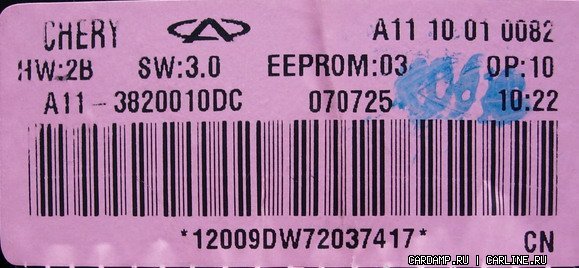 CHERY A11 10 01 0082
HW:2B SW:3.0 EEPROM:03 OP:10
A11-3820010DC 070725 10:22
*12009DW72037417* CN
CARDAMP.RU | CARLINE.RU